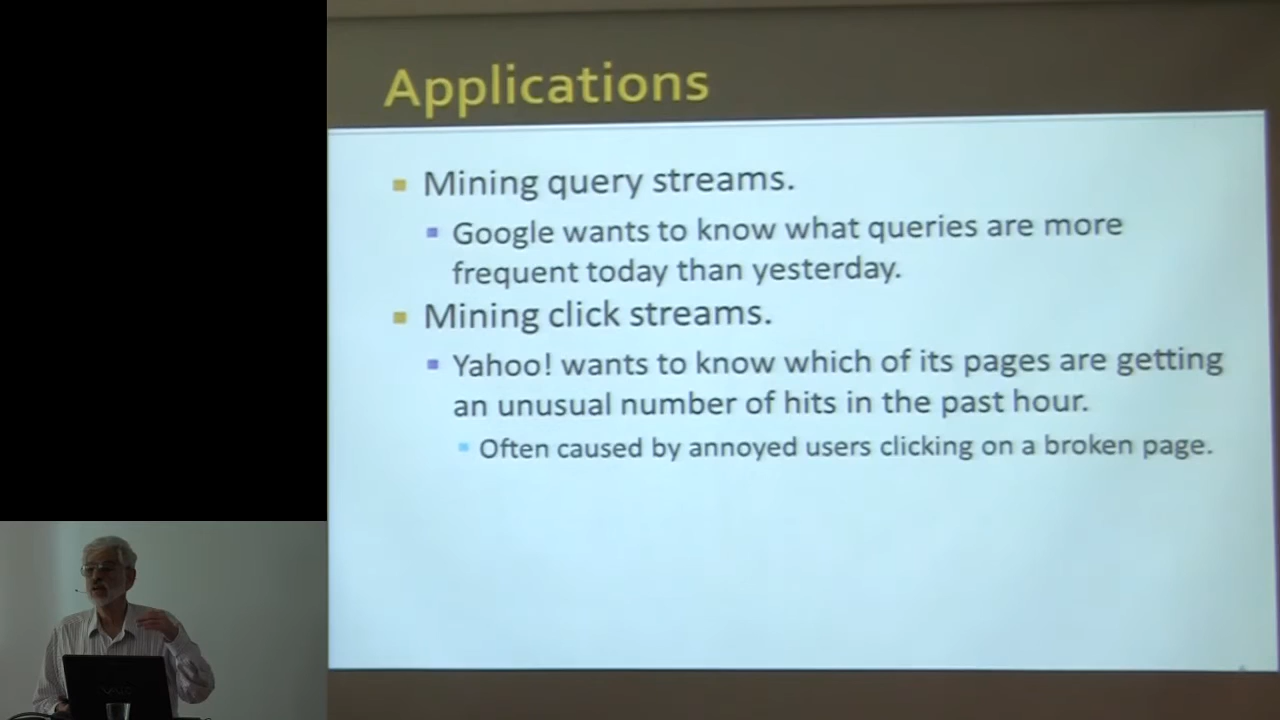 Applications
Mining query streams.
Google wants to know what queries are more
frequent today than yesterday.
Mining click streams.
Yahoo! wants to know which of its pages are getting
an unusual number of hits in the past hour.
Often caused by annoyed users clicking on a broken page.
VAIO